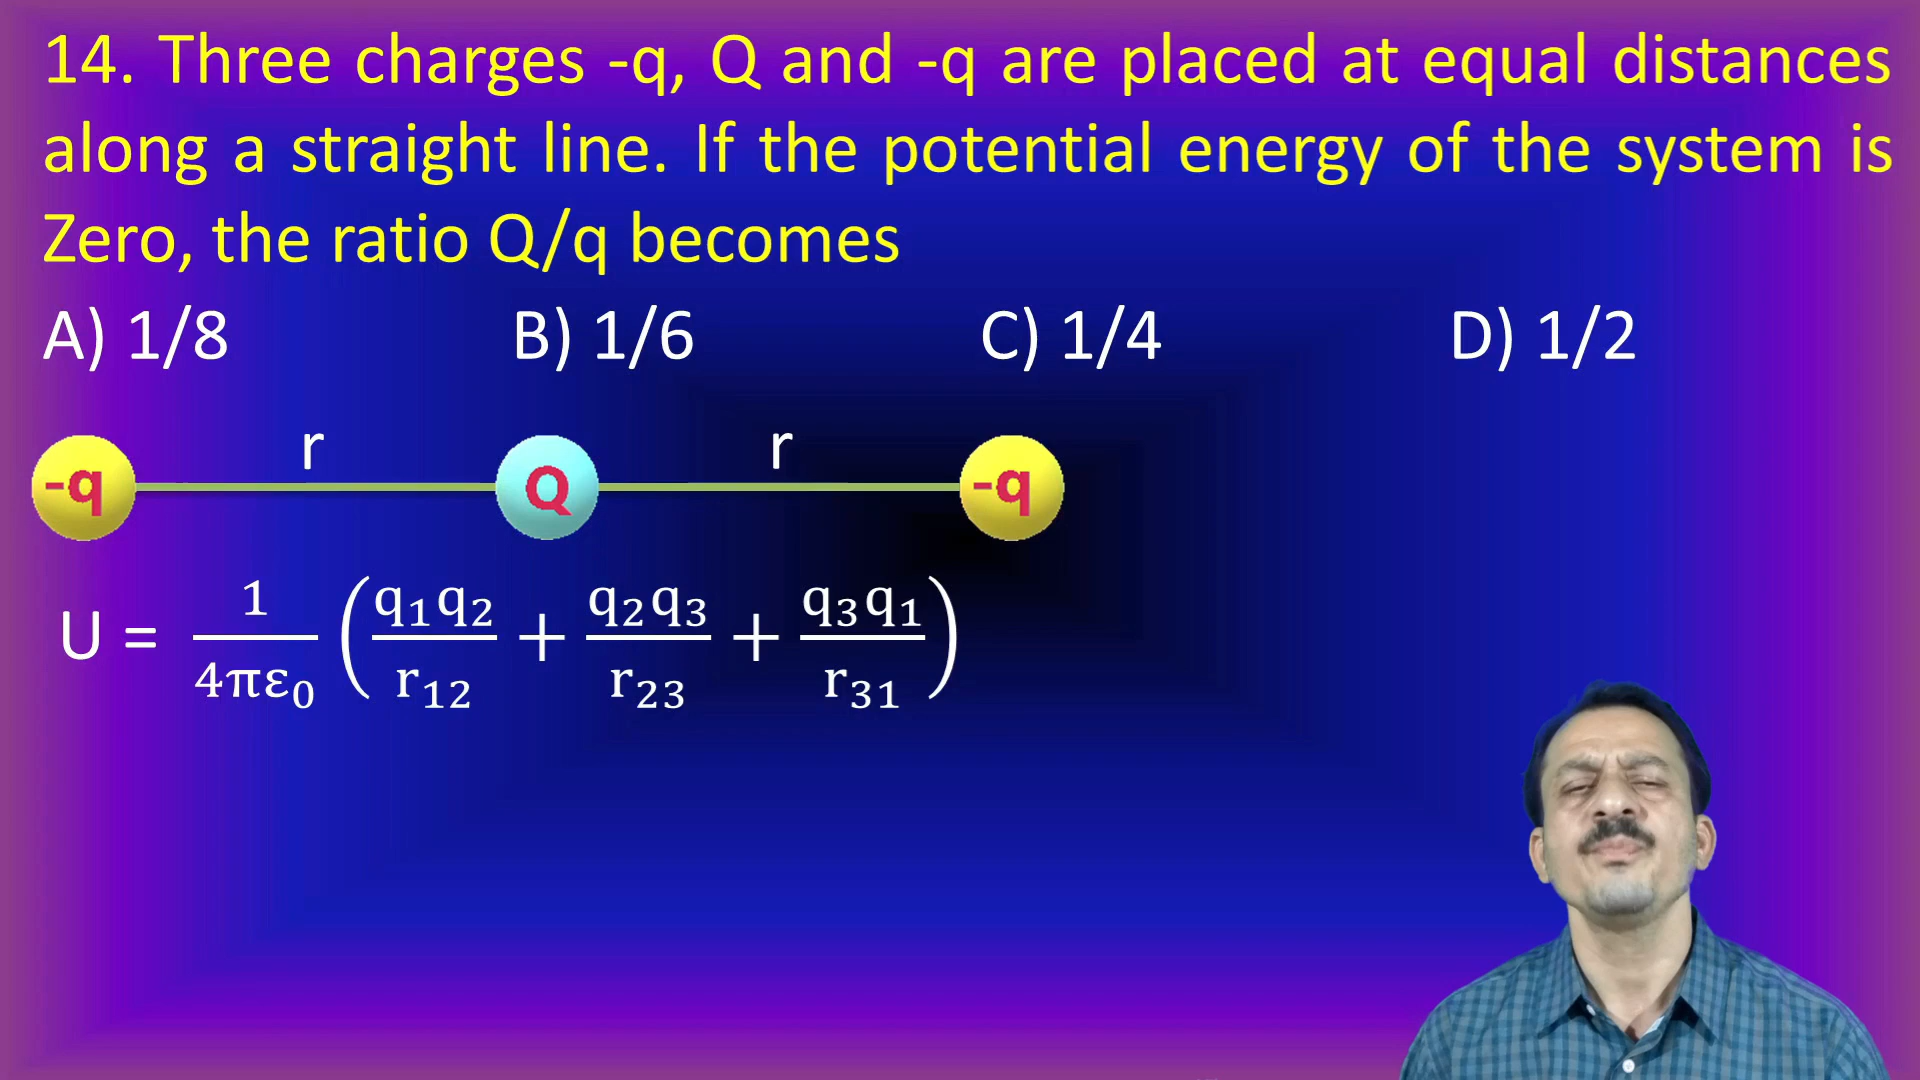 14. Three charges -q, Q and -q are placed at equal distances
along a straight line. If the potential energy of the system is
Zero, the ratio Q/q becomes
A) 1/8 B) 1/6 C) 1/4 D) 1/2
r r
-q Q -q
U = 1/4πε₀ (q₁q₂/r₁₂ + q₂q₃/r₂₃ + q₃q₁/r₃₁)